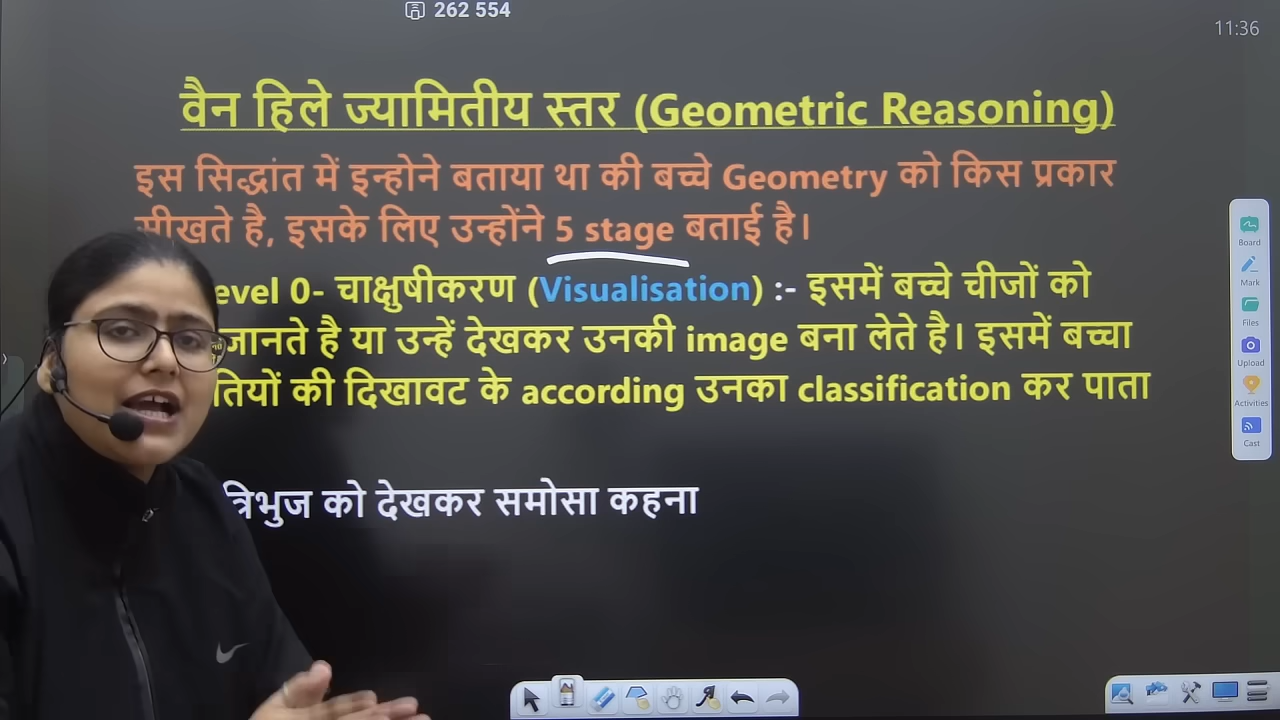 262 554
11:36
वैन हिले ज्यामितीय स्तर (Geometric Reasoning)
इस सिद्धांत में इन्होने बताया था की बच्चे Geometry को किस प्रकार
सीखते है, इसके लिए उन्होंने 5 stage बताई है।
evel 0- चाक्षुषीकरण (Visualisation) :- इसमें बच्चे चीजों को
जानते है या उन्हें देखकर उनकी image बना लेते है। इसमें बच्चा
तियों की दिखावट के according उनका classification कर पाता
त्रिभुज को देखकर समोसा कहना
Board
Mark
Files
Upload
Activities
Cast